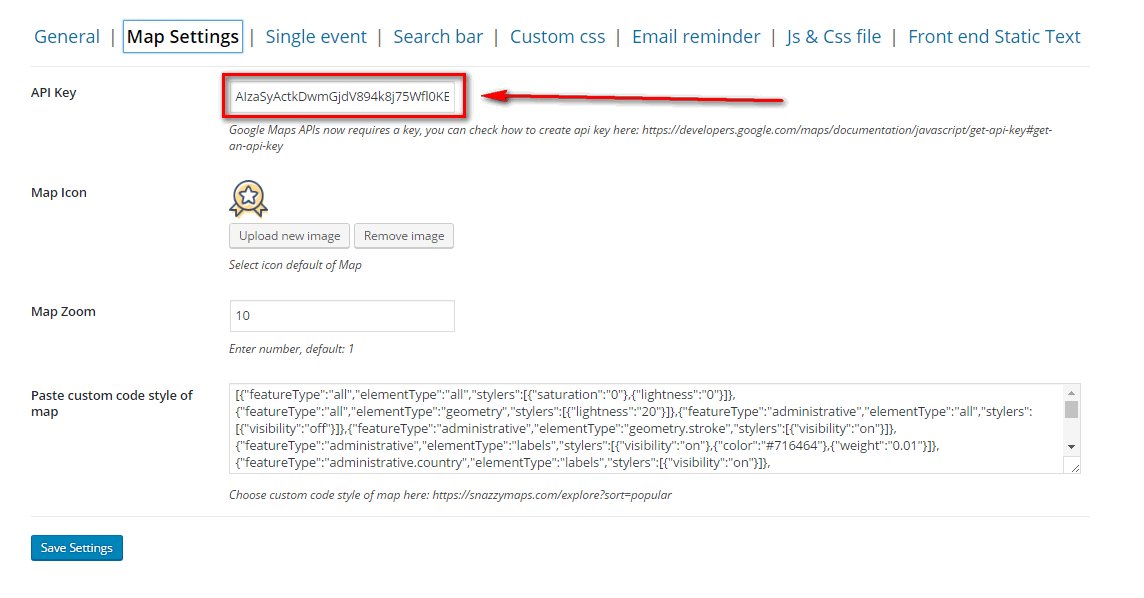 General | Map Settings | Single event | Search bar | Custom css | Email reminder | Js & Css file | Front end Static Text
API Key
AIzaSyActkDwmGjdV894k8j75Wfl0KE
Google Maps APIs now requires a key, you can check how to create api key here: https://developers.google.com/maps/documentation/javascript/get-api-key#get-
an-api-key
Map Icon
Upload new image Remove image
Select icon default of Map
Map Zoom
10
Enter number, default: 1
Paste custom code style of
map
[{"featureType":"all","elementType":"all","stylers":[{"saturation":"0"},{"lightness":"0"}]},
{"featureType":"all","elementType":"geometry","stylers":[{"lightness":"20"}]},{"featureType":"administrative","elementType":"all","stylers":
[{"visibility":"off"}]},{"featureType":"administrative","elementType":"geometry.stroke","stylers":[{"visibility":"on"}]},
{"featureType":"administrative","elementType":"labels","stylers":[{"visibility":"on"},{"color":"#716464"},{"weight":"0.01"}]},
{"featureType":"administrative.country","elementType":"labels","stylers":[{"visibility":"on"}]},
Choose custom code style of map here: https://snazzymaps.com/explore?sort=popular
Save Settings